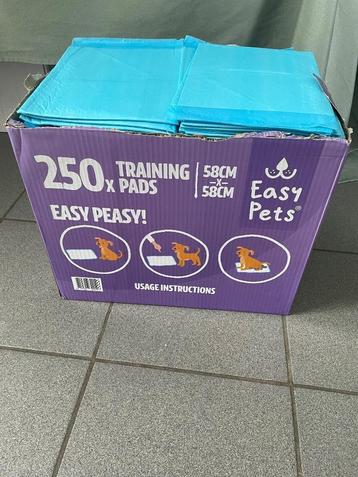 250x TRAINING PADS
58CM
-X-
58CM
Easy
Pets®
EASY PEASY!
USAGE INSTRUCTIONS